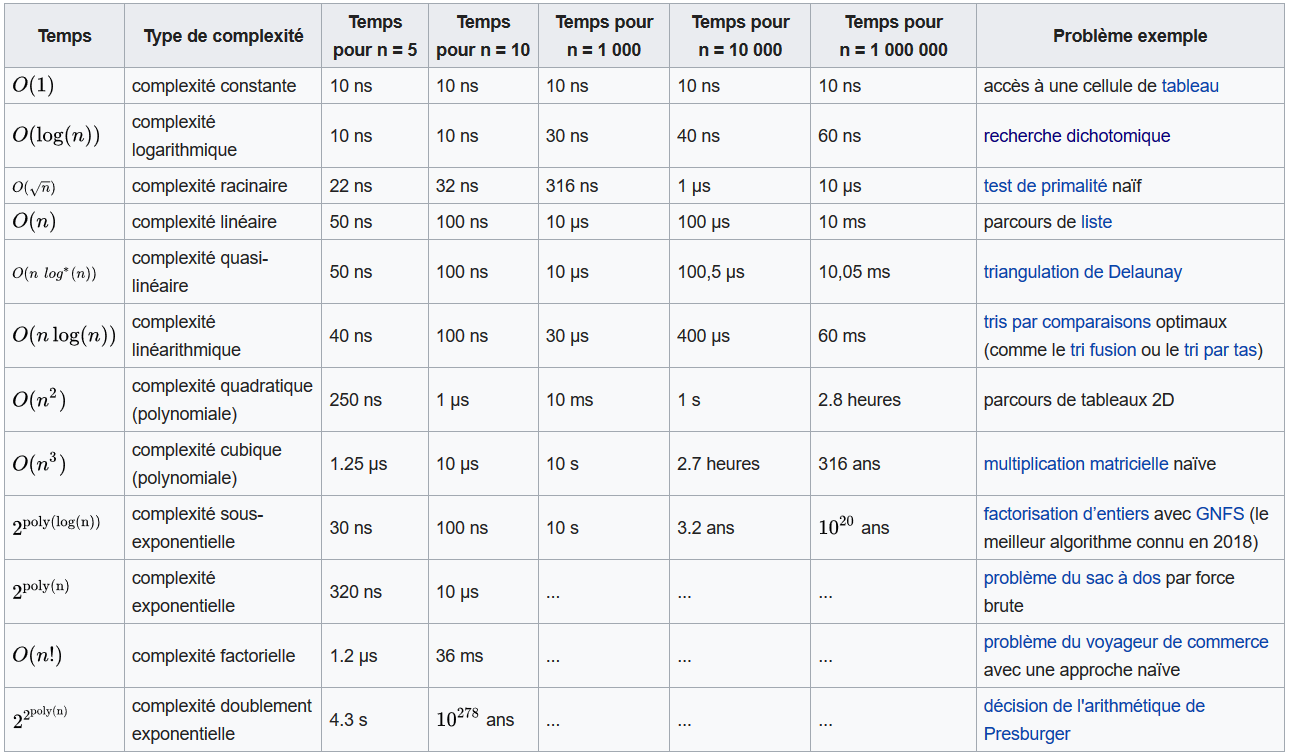 Temps | Type de complexité | Temps pour n = 5 | Temps pour n = 10 | Temps pour n = 1 000 | Temps pour n = 10 000 | Temps pour n = 1 000 000 | Problème exemple
O(1) | complexité constante | 10 ns | 10 ns | 10 ns | 10 ns | 10 ns | accès à une cellule de tableau
O(log(n)) | complexité logarithmique | 10 ns | 10 ns | 30 ns | 40 ns | 60 ns | recherche dichotomique
O(√n) | complexité racinaire | 22 ns | 32 ns | 316 ns | 1 µs | 10 µs | test de primalité naïf
O(n) | complexité linéaire | 50 ns | 100 ns | 10 µs | 100 µs | 10 ms | parcours de liste
O(n log*(n)) | complexité quasi-linéaire | 50 ns | 100 ns | 10 µs | 100,5 µs | 10,05 ms | triangulation de Delaunay
O(n log(n)) | complexité linéarithmique | 40 ns | 100 ns | 30 µs | 400 µs | 60 ms | tris par comparaisons optimaux (comme le tri fusion ou le tri par tas)
O(n²) | complexité quadratique (polynomiale) | 250 ns | 1 µs | 10 ms | 1 s | 2.8 heures | parcours de tableaux 2D
O(n³) | complexité cubique (polynomiale) | 1.25 µs | 10 µs | 10 s | 2.7 heures | 316 ans | multiplication matricielle naïve
2^poly(log(n)) | complexité sous-exponentielle | 30 ns | 100 ns | 10 s | 3.2 ans | 10^20 ans | factorisation d’entiers avec GNFS (le meilleur algorithme connu en 2018)
2^poly(n) | complexité exponentielle | 320 ns | 10 µs | ... | ... | ... | problème du sac à dos par force brute
O(n!) | complexité factorielle | 1.2 µs | 36 ms | ... | ... | ... | problème du voyageur de commerce avec une approche naïve
2^2^poly(n) | complexité doublement exponentielle | 4.3 s | 10^278 ans | ... | ... | ... | décision de l'arithmétique de Presburger